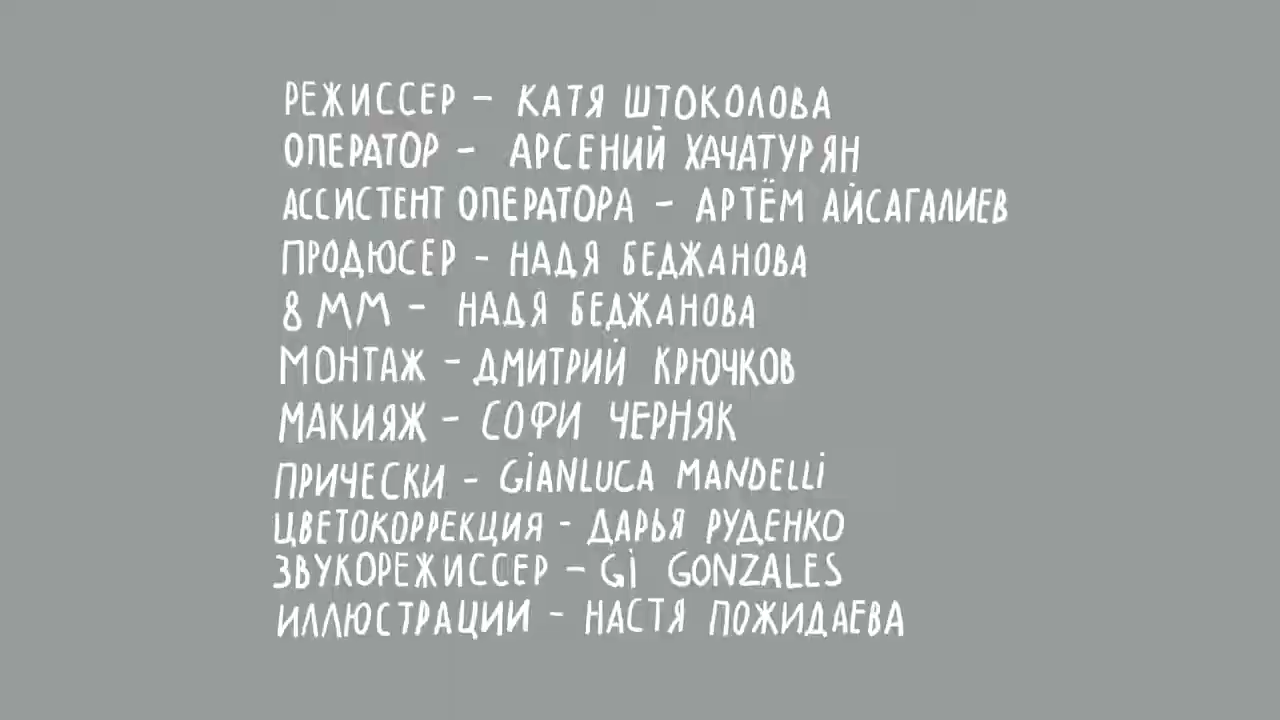 РЕЖИССЕР – КАТЯ ШТОКОЛОВА
ОПЕРАТОР – АРСЕНИЙ ХАЧАТУРЯН
АССИСТЕНТ ОПЕРАТОРА – АРТЁМ АЙСАГАЛИЕВ
ПРОДЮСЕР – НАДЯ БЕДЖАНОВА
8 ММ – НАДЯ БЕДЖАНОВА
МОНТАЖ – ДМИТРИЙ КРЮЧКОВ
МАКИЯЖ – СОФИ ЧЕРНЯК
ПРИЧЕСКИ – GiANLUCA MANDELLi
ЦВЕТОКОРРЕКЦИЯ – ДАРЬЯ РУДЕНКО
ЗВУКОРЕЖИССЕР – Gi GONZALES
ИЛЛЮСТРАЦИИ – НАСТЯ ПОЖИДАЕВА